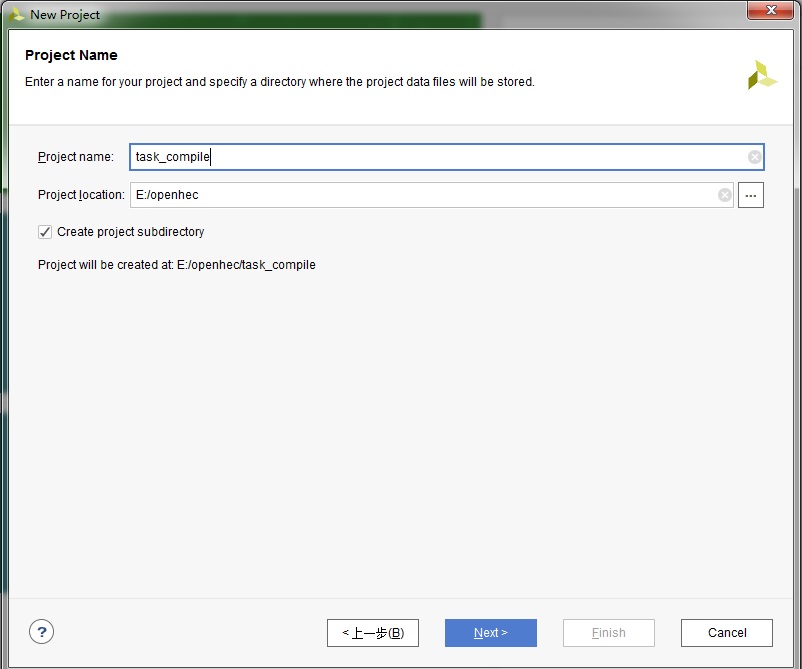 New Project
Project Name
Enter a name for your project and specify a directory where the project data files will be stored.
Project name: task_compile
Project location: E:/openhec ...
Create project subdirectory
Project will be created at: E:/openhec/task_compile
? < 上一步(B) Next > Finish Cancel